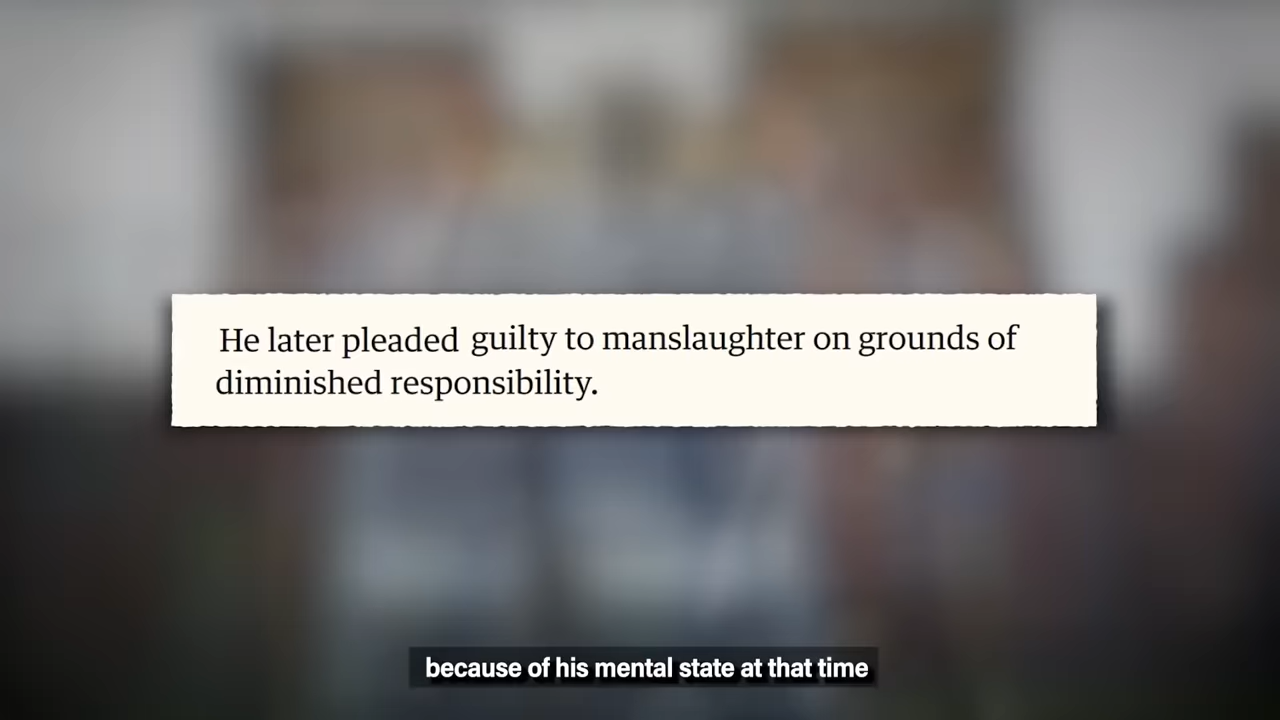 He later pleaded guilty to manslaughter on grounds of
diminished responsibility.
because of his mental state at that time